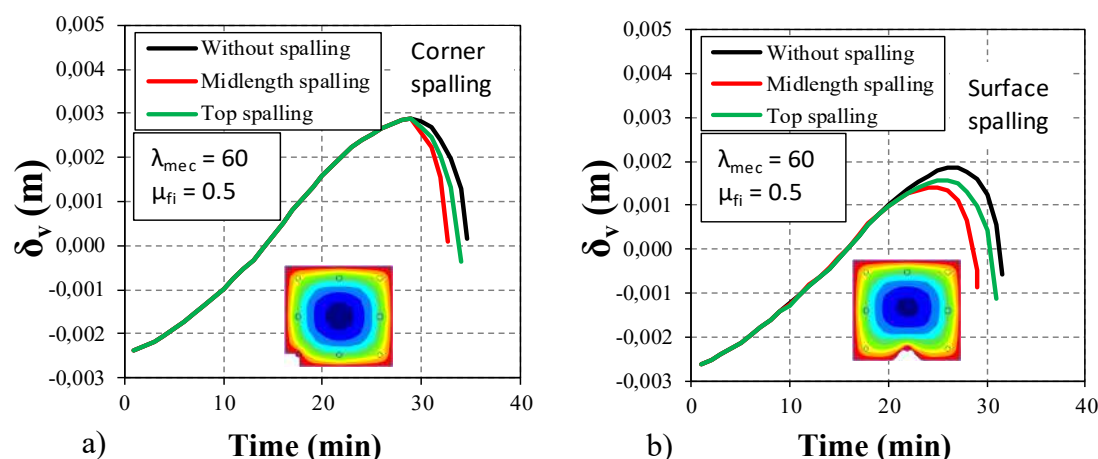 0,005
0,004
0,003
0,002
0,001
0,000
-0,001
-0,002
-0,003
δv (m)
Without spalling
Midlength spalling
Top spalling
Corner
spalling
λmec = 60
μfi = 0.5
0 10 20 30 40
a) Time (min)
0,005
0,004
0,003
0,002
0,001
0,000
-0,001
-0,002
-0,003
δv (m)
Without spalling
Midlength spalling
Top spalling
Surface
spalling
λmec = 60
μfi = 0.5
0 10 20 30 40
b) Time (min)